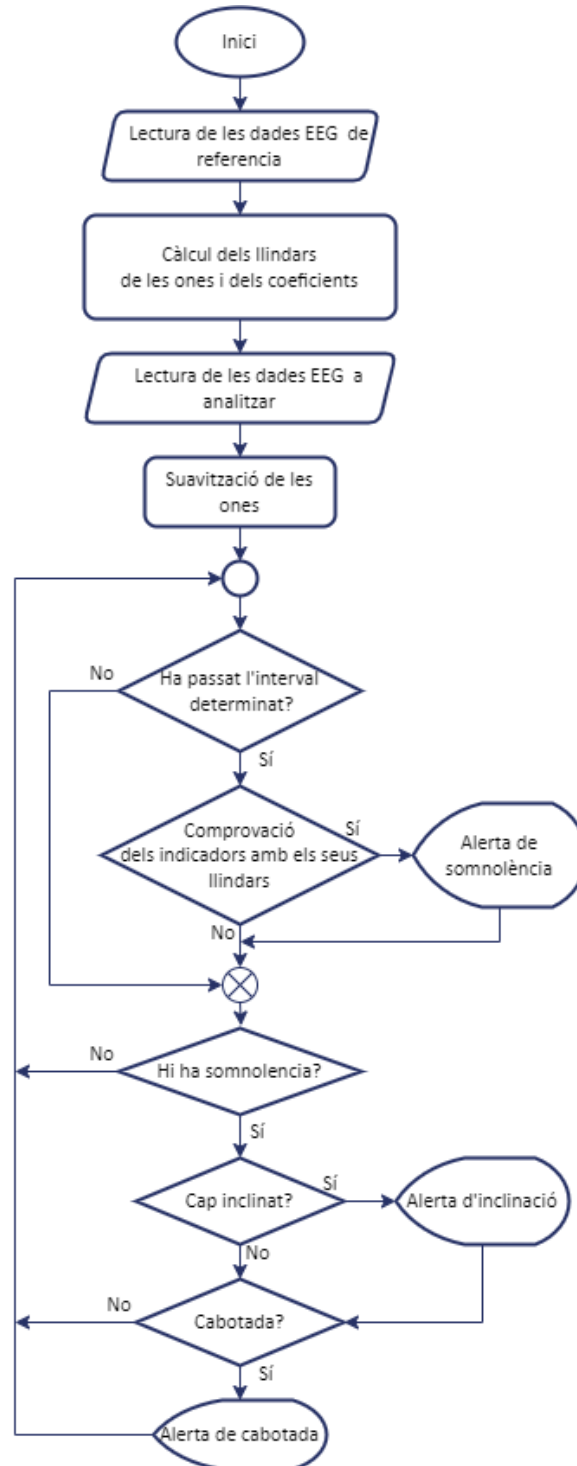 Inici
Lectura de les dades EEG de
referencia
Càlcul dels llindars
de les ones i dels coeficients
Lectura de les dades EEG a
analitzar
Suavització de les
ones
No
Ha passat l'interval
determinat?
Sí
Comprovació
dels indicadors amb els seus
llindars
Sí
Alerta de
somnolència
No
No
Hi ha somnolencia?
Sí
Cap inclinat?
Sí
Alerta d'inclinació
No
No
Cabotada?
Sí
Alerta de cabotada